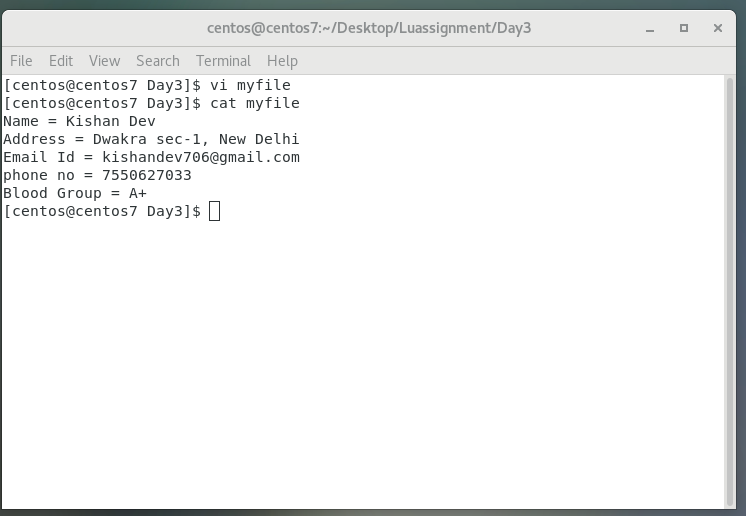 centos@centos7:~/Desktop/Luassignment/Day3
File Edit View Search Terminal Help
[centos@centos7 Day3]$ vi myfile
[centos@centos7 Day3]$ cat myfile
Name = Kishan Dev
Address = Dwakra sec-1, New Delhi
Email Id = kishandev706@gmail.com
phone no = 7550627033
Blood Group = A+
[centos@centos7 Day3]$